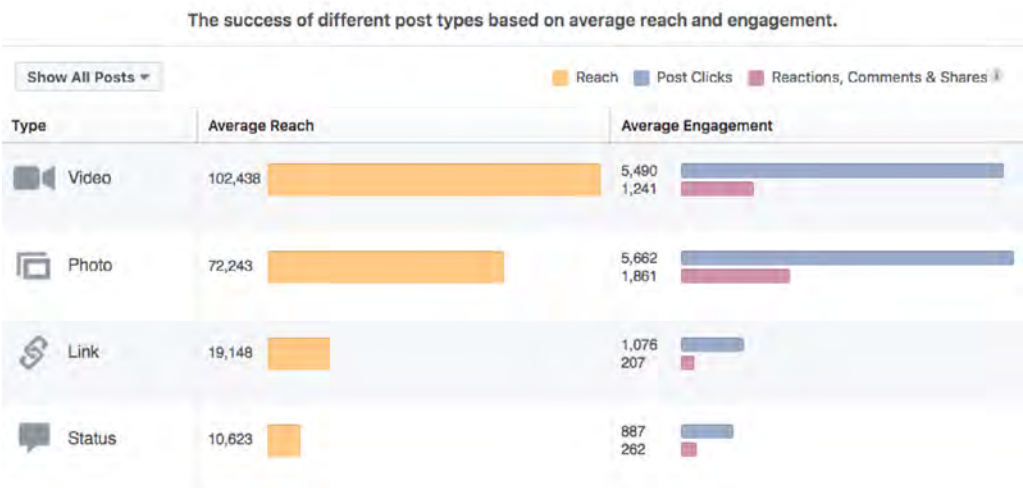 The success of different post types based on average reach and engagement.
Show All Posts
Reach Post Clicks Reactions, Comments & Shares i
Type Average Reach Average Engagement
Video 102,438 5,490
1,241
Photo 72,243 5,662
1,861
Link 19,148 1,076
207
Status 10,623 887
262